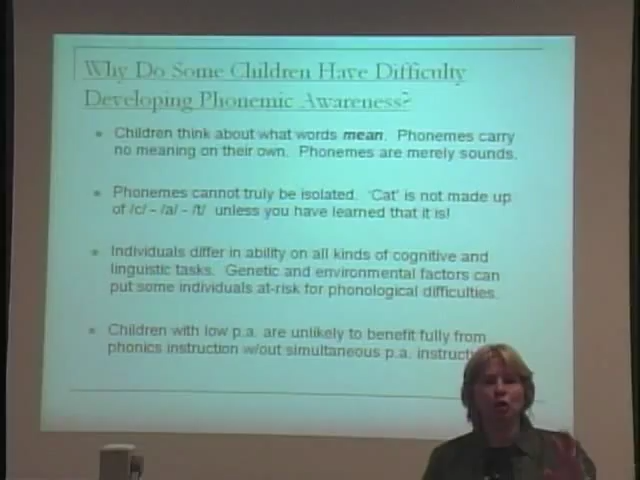 Why Do Some Children Have Difficulty
Developing Phonemic Awareness?
Children think about what words mean. Phonemes carry
no meaning on their own. Phonemes are merely sounds.
Phonemes cannot truly be isolated. 'Cat' is not made up
of /c/ - /a/ - /t/ unless you have learned that it is!
Individuals differ in ability on all kinds of cognitive and
linguistic tasks. Genetic and environmental factors can
put some individuals at-risk for phonological difficulties.
Children with low p.a. are unlikely to benefit fully from
phonics instruction w/out simultaneous p.a. instructi